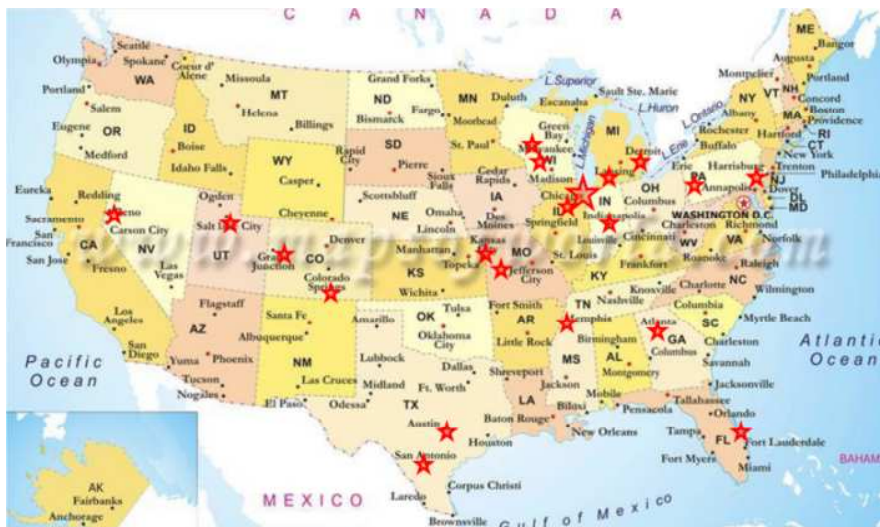 C A N A D A
Seattle
Olympia
Spokane
WA
Coeur d'
Alene
Missoula
MT
Helena
Billings
Grand Forks
ND
Fargo
Bismarck
MN
Duluth
Moorhead
St. Paul
L.Superior
Sault Ste. Marie
Escanaba
L.Huron
L.Michigan
L.Ontario
L.Erie
ME
Bangor
Augusta
Portland
Montpelier
VT
NH
Concord
MA
Boston
Providence
RI
CT
Hartford
New York
NY
Albany
Rochester
Buffalo
Portland
Salem
Eugene
OR
Medford
ID
Boise
Idaho Falls
WY
Casper
Cheyenne
SD
Rapid
City
Pierre
Sioux
Falls
Green
Bay
Milwaukee
WI
Madison
MI
Lansing
Detroit
Erie
PA
Harrisburg
Trenton
NJ
Philadelphia
Annapolis
Dover
DL
MD
WASHINGTON D.C.
Eureka
Redding
Sacramento
San
Francisco
San Jose
CA
Fresno
Reno
Carson City
NV
Las
Vegas
Ogden
Salt Lake City
UT
Grand
Junction
CO
Denver
Colorado
Springs
Scottsbluff
NE
Omaha
Lincoln
Cedar
Rapids
IA
Des
Moines
Chicago
IL
Springfield
IN
Indianapolis
OH
Columbus
Cincinnati
Charleston
WV
Richmond
VA
Norfolk
Roanoke
Manhattan
Topeka
Kansas
KS
Wichita
MO
Jefferson
City
St. Louis
Louisville
Frankfort
KY
Knoxville
Nashville
Raleigh
Charlotte
NC
Wilmington
Los
Angeles
San
Diego
Flagstaff
AZ
Phoenix
Yuma
Tucson
Nogales
Santa Fe
Albuquerque
NM
Las Cruces
El Paso
Amarillo
Lubbock
Midland
Odessa
TX
Tulsa
OK
Oklahoma
City
Fort Smith
AR
Little Rock
Memphis
TN
Birmingham
MS
Jackson
AL
Montgomery
Mobile
Atlanta
GA
Columbus
Columbia
SC
Myrtle Beach
Charleston
Savannah
Jacksonville
Dallas
Ft. Worth
Shreveport
LA
Baton Rouge
New Orleans
Biloxi
Pensacola
Tallahassee
Orlando
Tampa
FL
Fort Lauderdale
Fort Myers
Miami
Austin
Houston
San Antonio
Corpus Christi
Laredo
Brownsville
Pacific
Ocean
Atlantic
Ocean
BAHAM
MEXICO
Gulf of Mexico
AK
Fairbanks
Anchorage